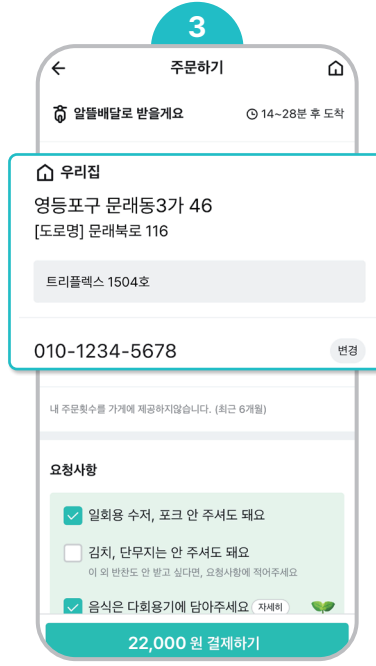 3
주문하기
알뜰배달로 받을게요
14~28분 후 도착
우리집
영등포구 문래동3가 46
[도로명] 문래북로 116
트리플렉스 1504호
010-1234-5678
변경
내 주문횟수를 가게에 제공하지않습니다. (최근 6개월)
요청사항
일회용 수저, 포크 안 주셔도 돼요
김치, 단무지는 안 주셔도 돼요
이 외 반찬도 안 받고 싶다면, 요청사항에 적어주세요
음식은 다회용기에 담아주세요 자세히
22,000 원 결제하기